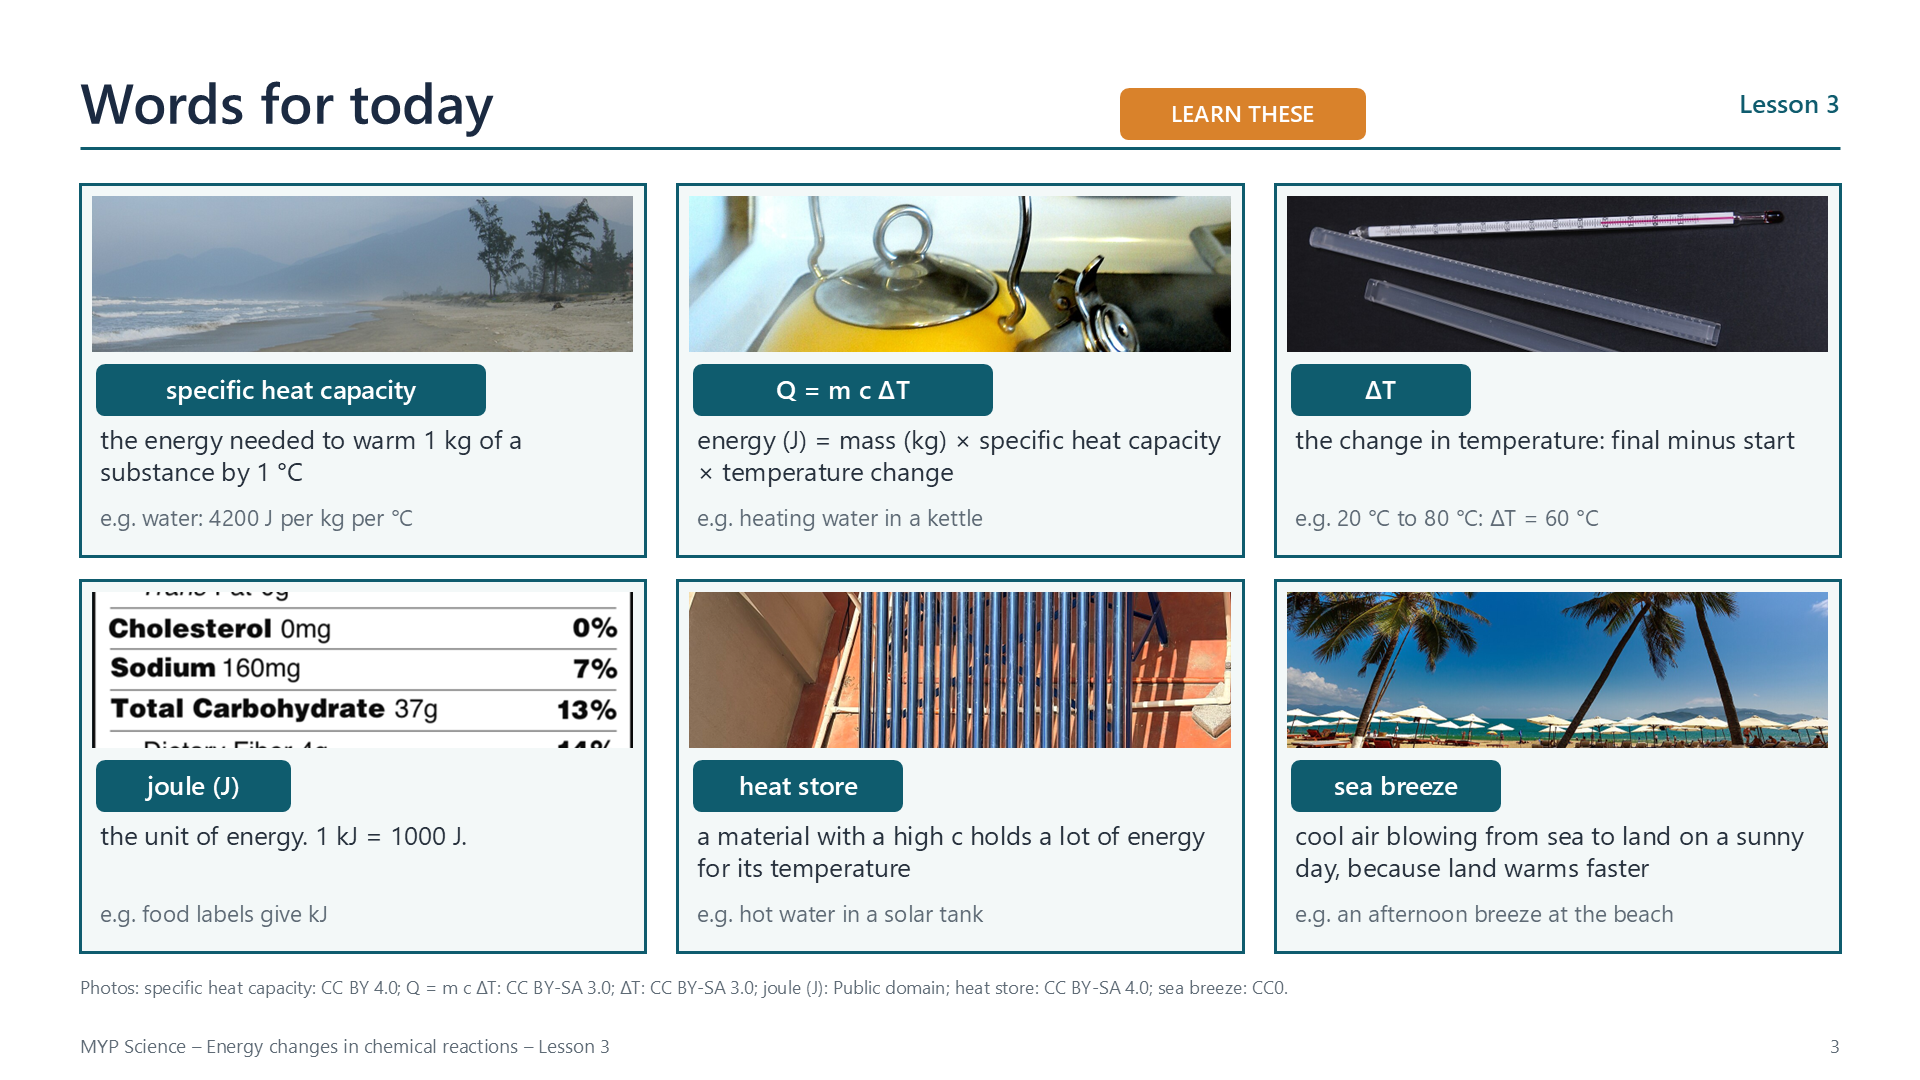 Words for today
LEARN THESE
Lesson 3
specific heat capacity
the energy needed to warm 1 kg of a
substance by 1 °C
e.g. water: 4200 J per kg per °C
Q = m c ΔT
energy (J) = mass (kg) × specific heat capacity
× temperature change
e.g. heating water in a kettle
ΔT
the change in temperature: final minus start
e.g. 20 °C to 80 °C: ΔT = 60 °C
Cholesterol 0mg 0%
Sodium 160mg 7%
Total Carbohydrate 37g 13%
joule (J)
the unit of energy. 1 kJ = 1000 J.
e.g. food labels give kJ
heat store
a material with a high c holds a lot of energy
for its temperature
e.g. hot water in a solar tank
sea breeze
cool air blowing from sea to land on a sunny
day, because land warms faster
e.g. an afternoon breeze at the beach
Photos: specific heat capacity: CC BY 4.0; Q = m c ΔT: CC BY-SA 3.0; ΔT: CC BY-SA 3.0; joule (J): Public domain; heat store: CC BY-SA 4.0; sea breeze: CC0.
MYP Science – Energy changes in chemical reactions – Lesson 3
3